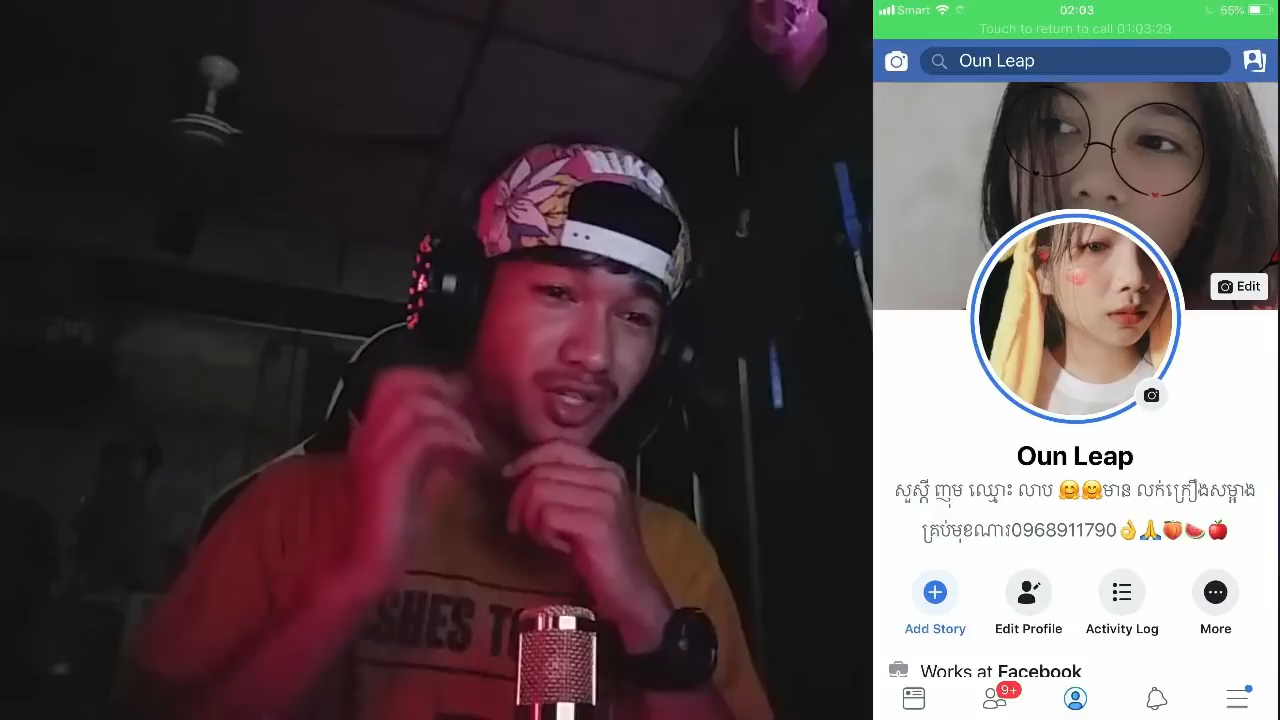 Smart 02:03 55%
Touch to return to call 01:03:29
Oun Leap
Edit
Oun Leap
សួស្ដី ញុម ឈ្មោះ លាប 🤗🤗មាន លក់ក្រឿងសម្អាង
គ្រប់មុខណារ0968911790👌🙏🍑🍉🍎
Add Story Edit Profile Activity Log More
Works at Facebook
9+
NIKE